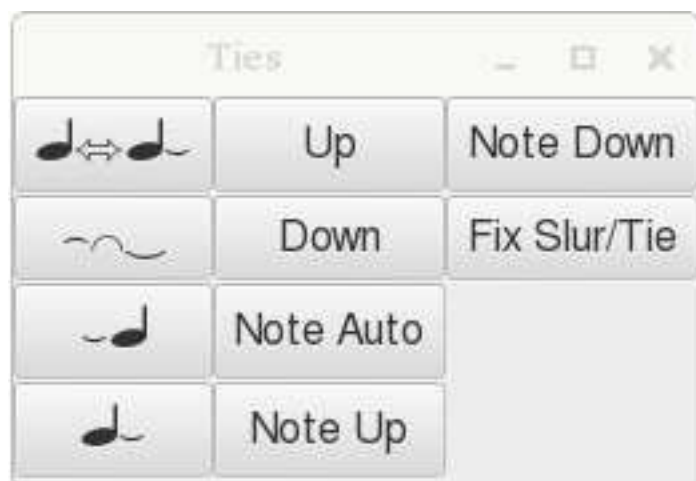 Ties
Up Note Down
Down Fix Slur/Tie
Note Auto
Note Up